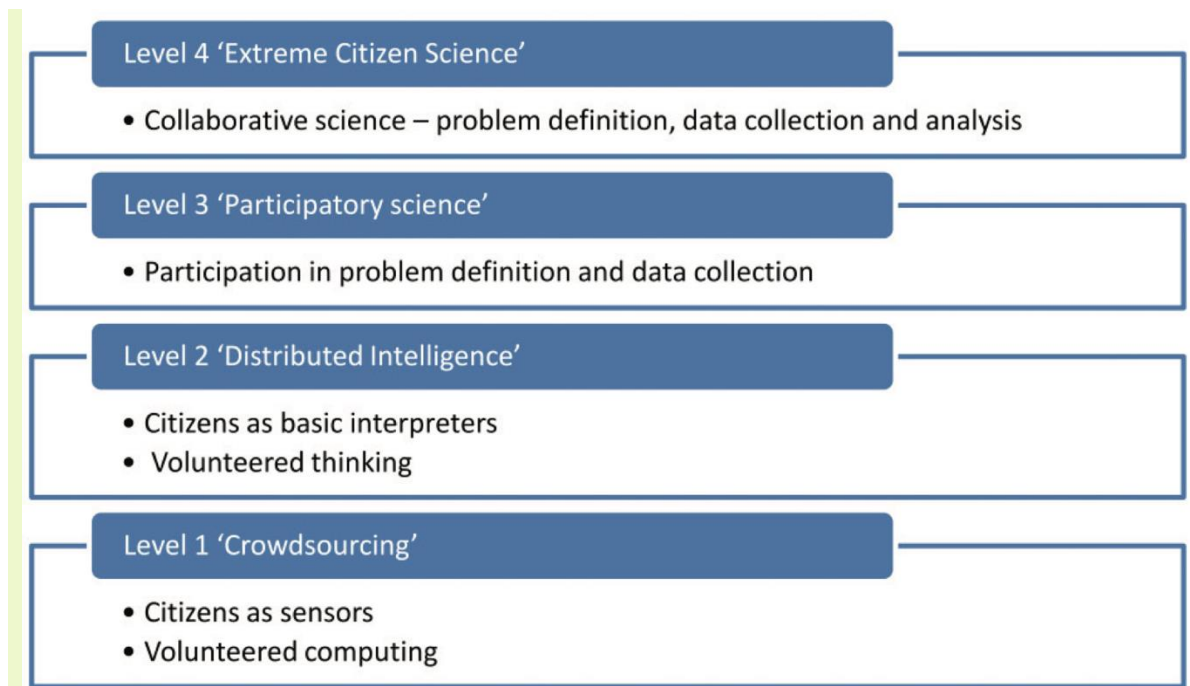 Level 4 ‘Extreme Citizen Science’
• Collaborative science – problem definition, data collection and analysis
Level 3 ‘Participatory science’
• Participation in problem definition and data collection
Level 2 ‘Distributed Intelligence’
• Citizens as basic interpreters
• Volunteered thinking
Level 1 ‘Crowdsourcing’
• Citizens as sensors
• Volunteered computing